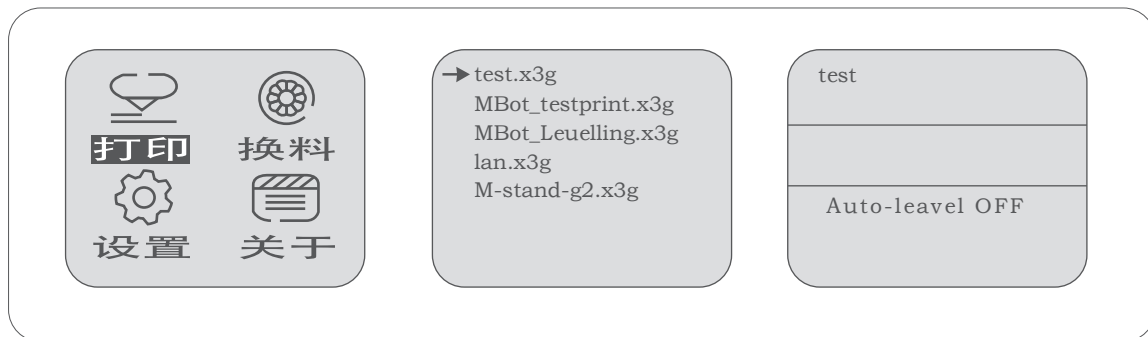 打印 换料
设置 关于
test.x3g
MBot_testprint.x3g
MBot_Leuelling.x3g
lan.x3g
M-stand-g2.x3g
test
Auto-leavel OFF